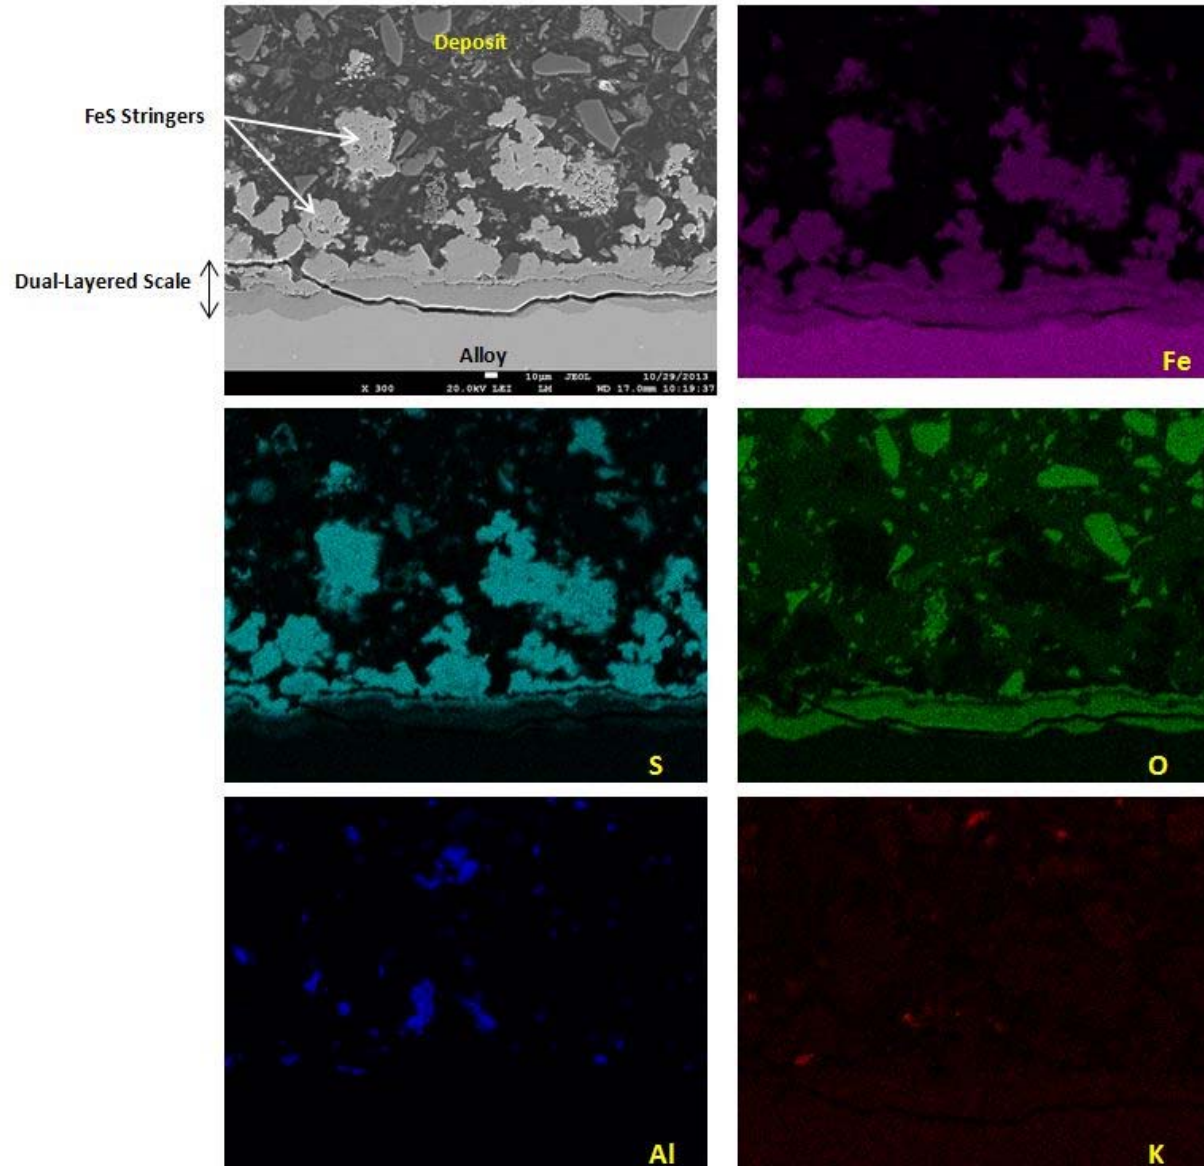 Deposit
FeS Stringers
Dual-Layered Scale
Alloy
10µm JEOL 10/29/2013
X 300 20.0kV LEI LM WD 17.0mm 10:19:37
Fe
S
O
Al
K